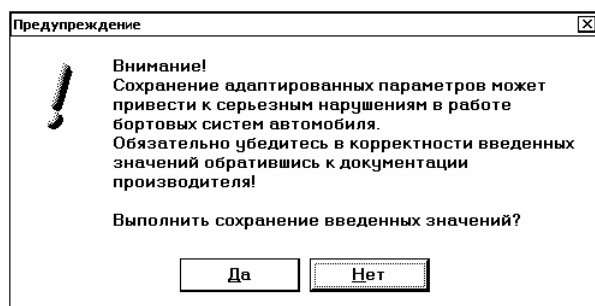 Предупреждение
Внимание!
Сохранение адаптированных параметров может
привести к серьезным нарушениям в работе
бортовых систем автомобиля.
Обязательно убедитесь в корректности введенных
значений обратившись к документации
производителя!
Выполнить сохранение введенных значений?
Да
Нет